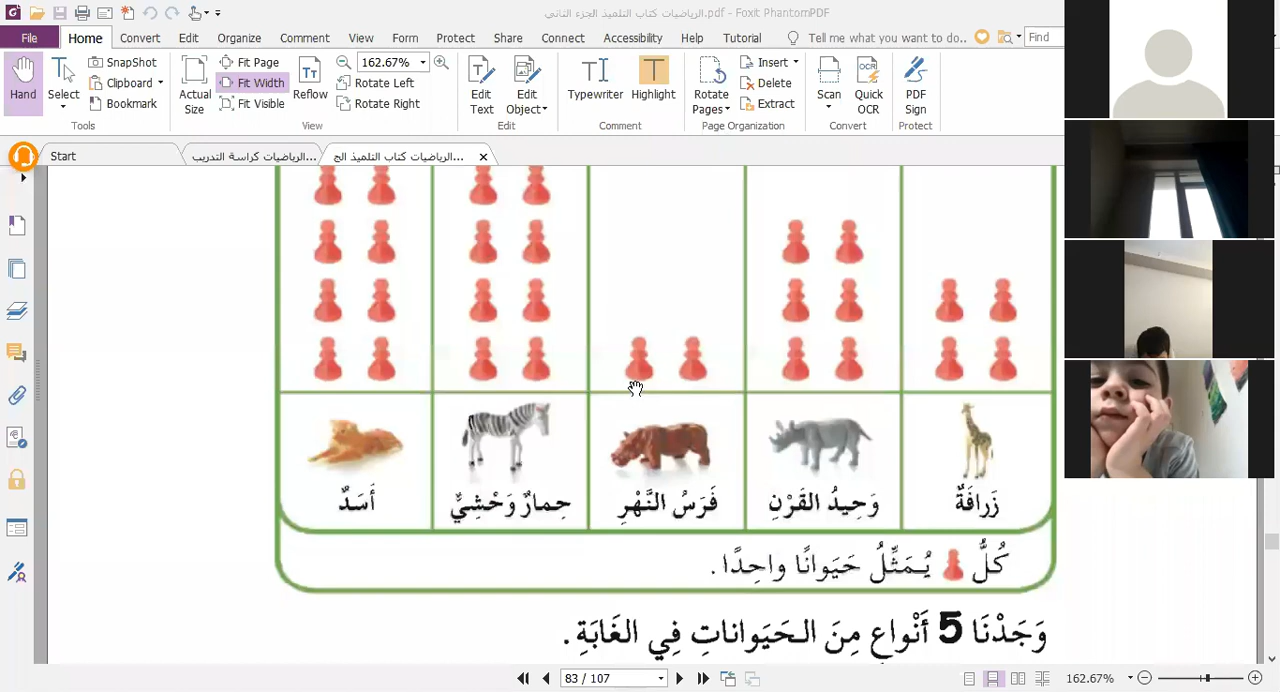 الرياضيات كتاب التلميذ الجزء الثاني.pdf - Foxit PhantomPDF
File Home Convert Edit Organize Comment View Form Protect Share Connect Accessibility Help Tutorial Tell me what you want to do.. Find
Hand
Select
SnapShot
Clipboard
Bookmark
Tools
Actual Size
Fit Page
Fit Width
Fit Visible
Reflow
162.67%
Rotate Left
Rotate Right
View
Edit Text
Edit Object
Edit
Typewriter
Highlight
Comment
Rotate Pages
Insert
Delete
Extract
Page Organization
Scan
Quick OCR
Convert
PDF Sign
Protect
Start
الرياضيات كراسة التدريب...
الرياضيات كتاب التلميذ الج...
زَرافَةٌ
وَحِيدُ القَرْنِ
فَرَسُ النَّهْرِ
حِمارٌ وَحْشِيٌّ
أَسَدٌ
كُلُّ يُمَثِّلُ حَيَوانًا واحِدًا.
وَجَدْنَا 5 أَنْواعٍ مِنَ الحَيَواناتِ فِي الغَابَةِ.
83 / 107
162.67%